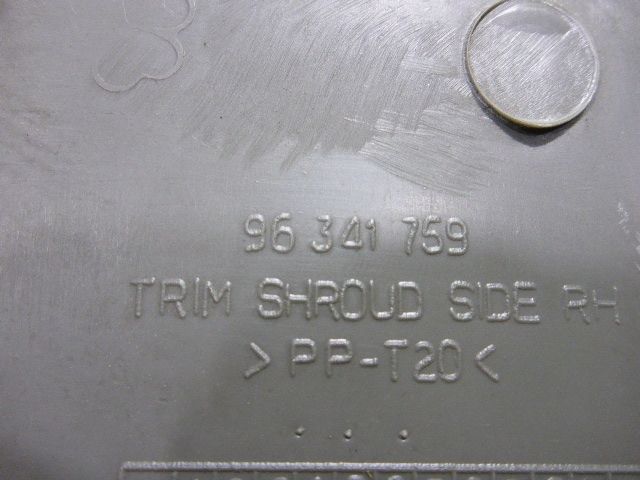 96 341 759
TRIM SHROUD SIDE RH
>PP-T20<